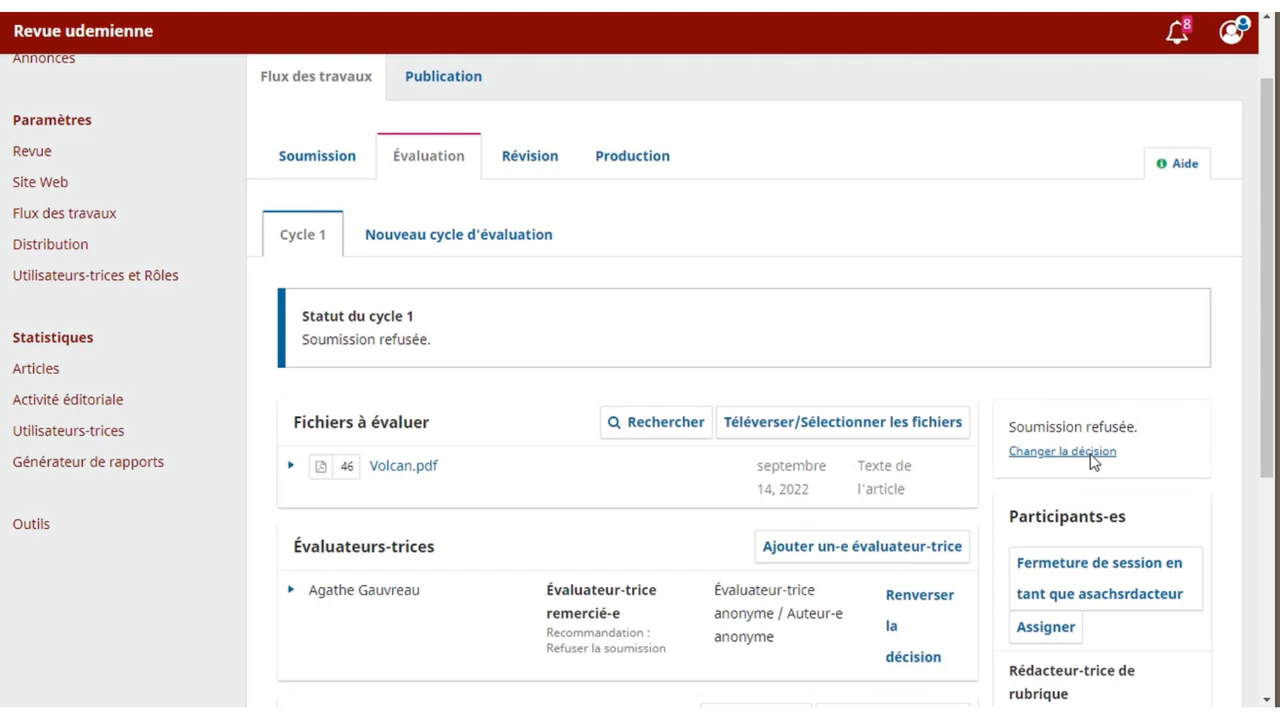 Revue udemienne
8
Annonces
Paramètres
Revue
Site Web
Flux des travaux
Distribution
Utilisateurs-trices et Rôles
Statistiques
Articles
Activité éditoriale
Utilisateurs-trices
Générateur de rapports
Outils
Flux des travaux
Publication
Soumission
Évaluation
Révision
Production
Aide
Cycle 1
Nouveau cycle d'évaluation
Statut du cycle 1
Soumission refusée.
Fichiers à évaluer
Rechercher
Téléverser/Sélectionner les fichiers
46
Volcan.pdf
septembre
14, 2022
Texte de
l'article
Évaluateurs-trices
Ajouter un-e évaluateur-trice
Agathe Gauvreau
Évaluateur-trice
remercié-e
Recommandation :
Refuser la soumission
Évaluateur-trice
anonyme / Auteur-e
anonyme
Renverser
la
décision
Soumission refusée.
Changer la décision
Participants-es
Fermeture de session en
tant que asachsrdacteur
Assigner
Rédacteur-trice de
rubrique